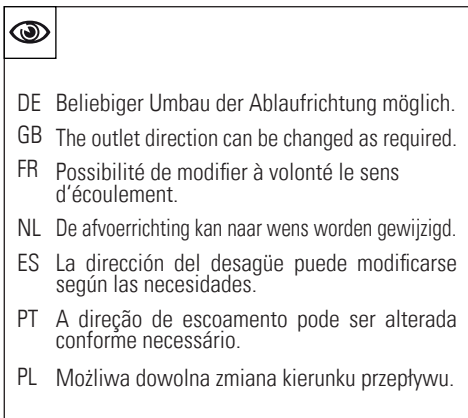 DE Beliebiger Umbau der Ablaufrichtung möglich.
GB The outlet direction can be changed as required.
FR Possibilité de modifier à volonté le sens
d'écoulement.
NL De afvoerrichting kan naar wens worden gewijzigd.
ES La dirección del desagüe puede modificarse
según las necesidades.
PT A direção de escoamento pode ser alterada
conforme necessário.
PL Możliwa dowolna zmiana kierunku przepływu.